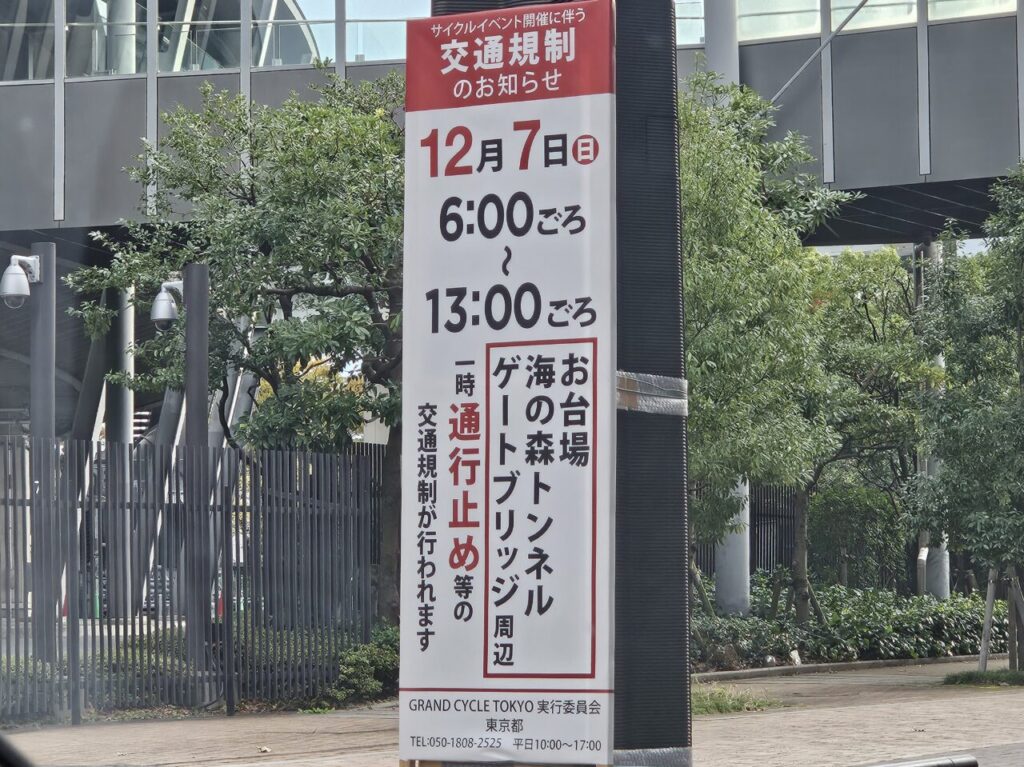 サイクルイベント開催に伴う
交通規制
のお知らせ
12月7日㊐
6:00ごろ
~
13:00ごろ
お台場
海の森トンネル
ゲートブリッジ周辺
一時通行止め等の
交通規制が行われます
GRAND CYCLE TOKYO 実行委員会
東京都
TEL:050-1808-2525 平日10:00~17:00